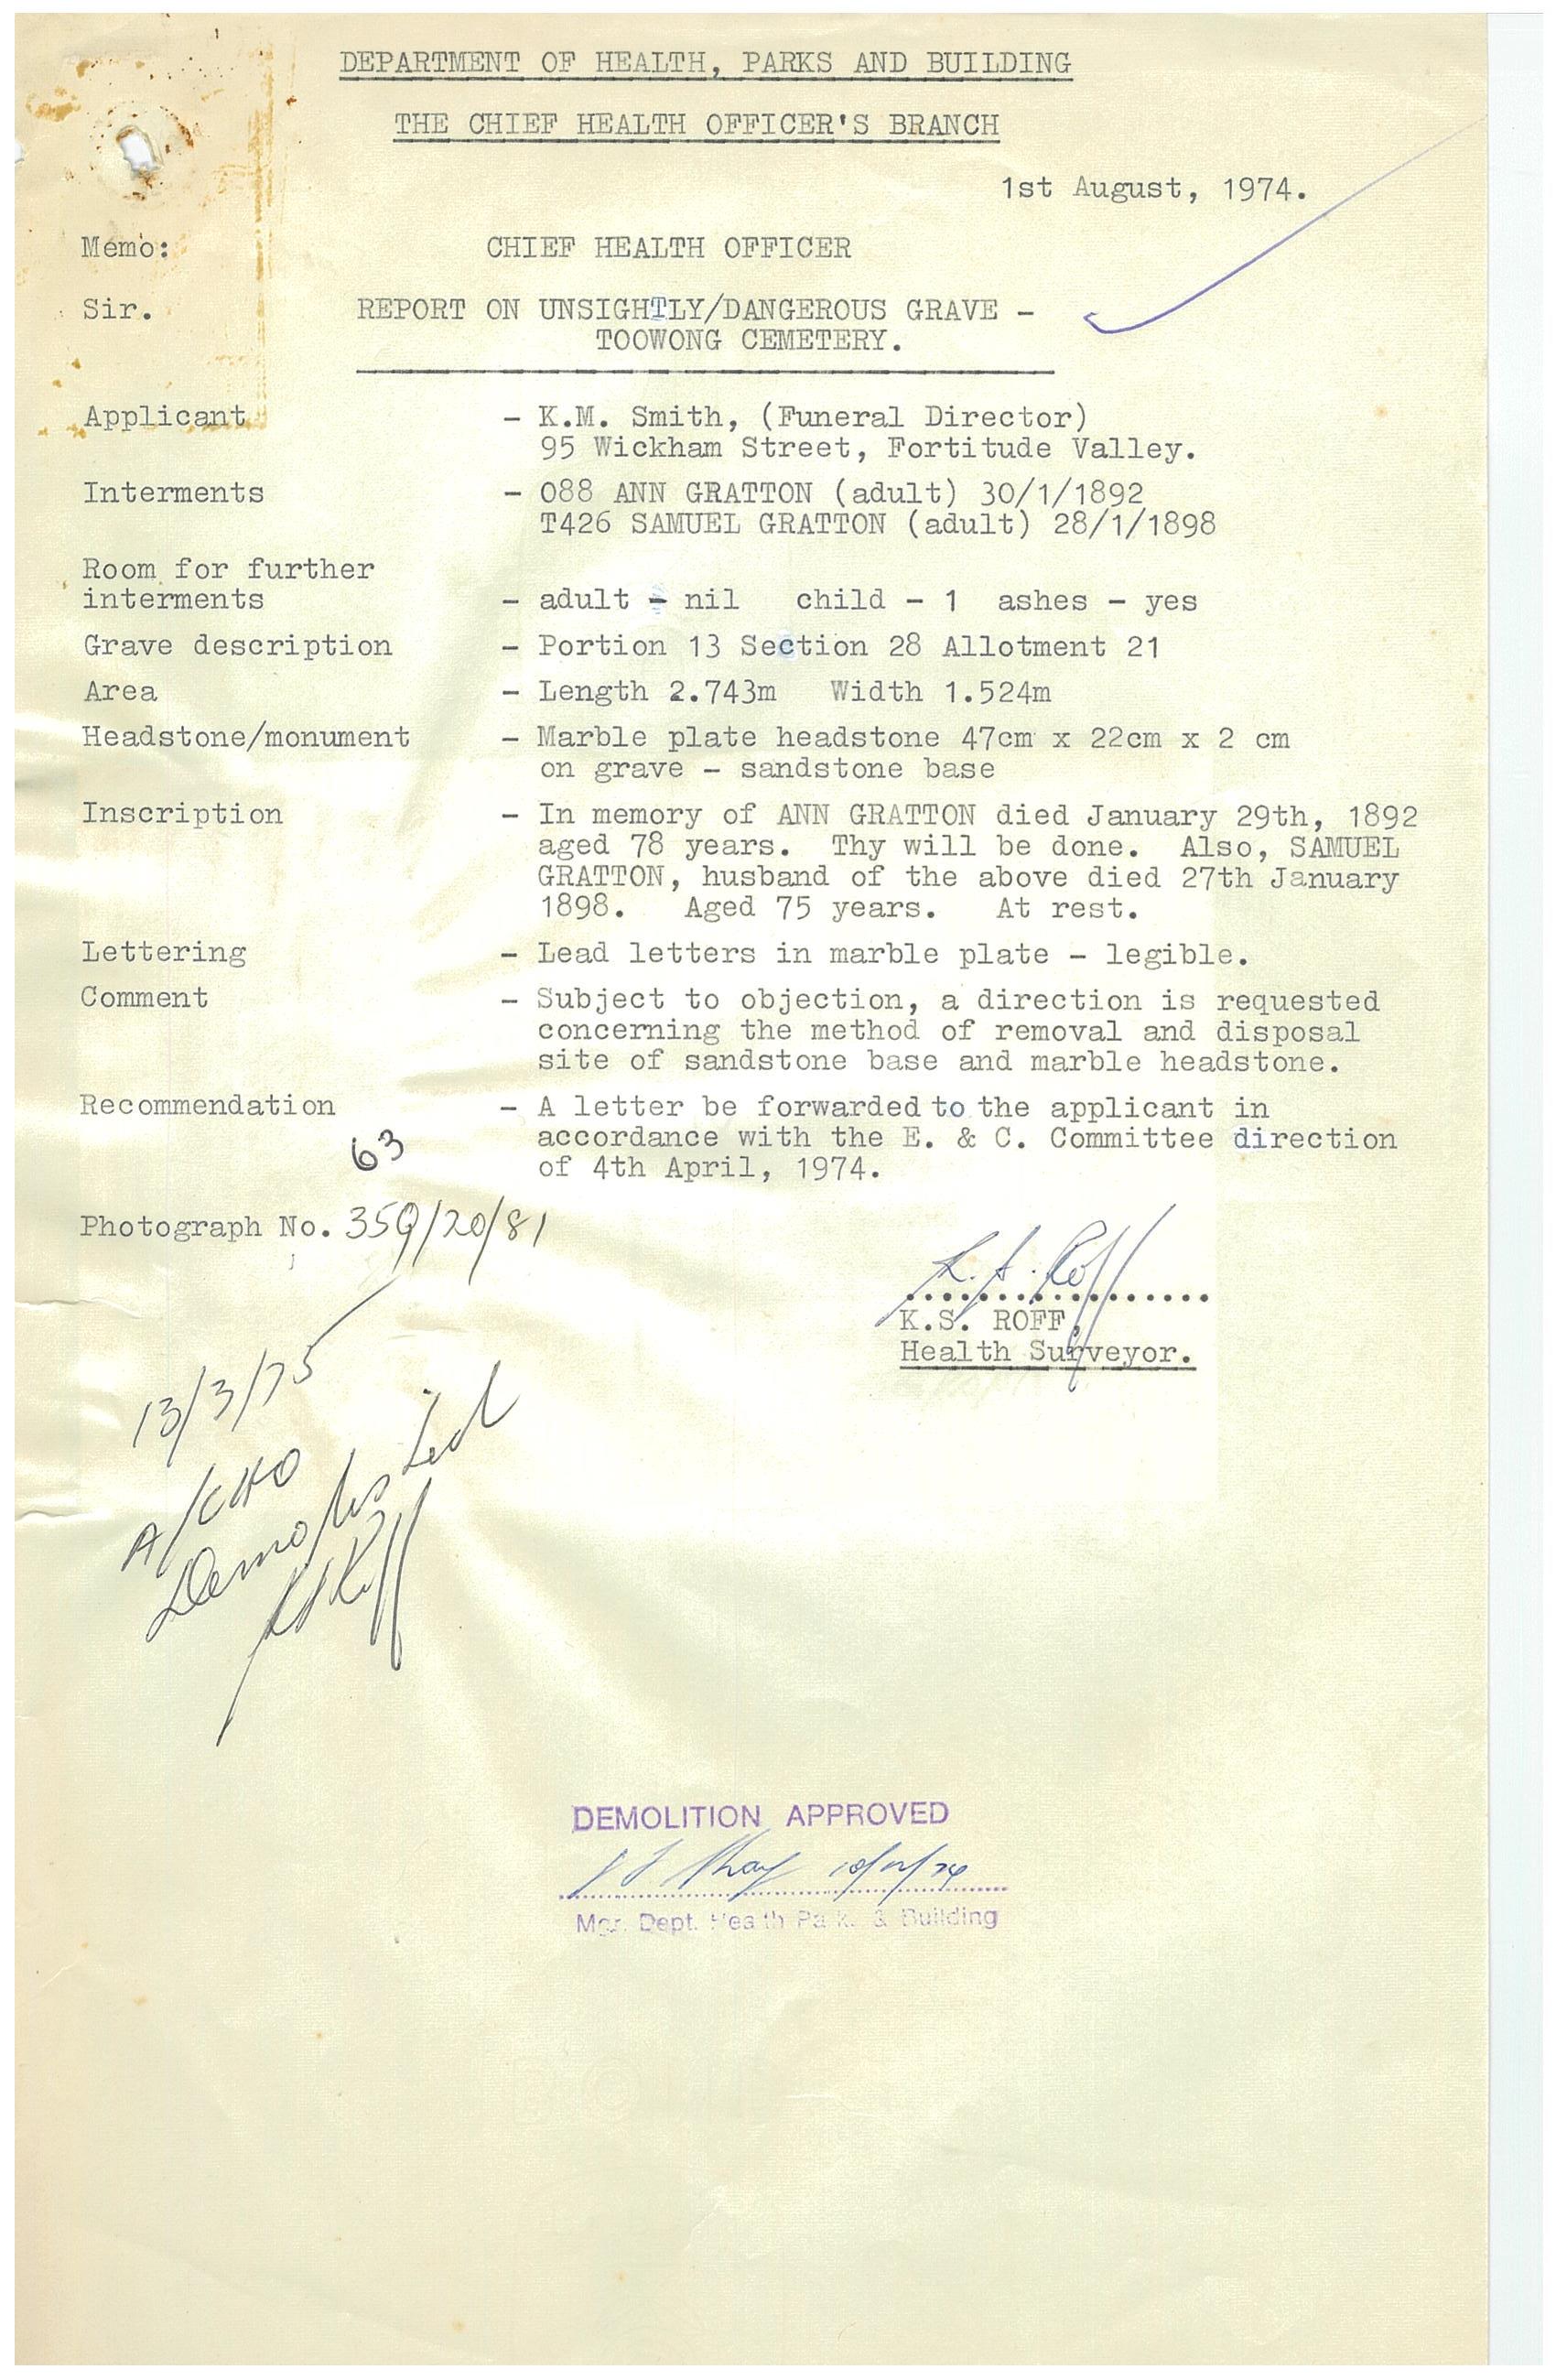 DEPARTMENT OF HEALTH, PARKS AND BUILDING
THE CHIEF HEALTH OFFICER'S BRANCH
1st August, 1974.
Memo: CHIEF HEALTH OFFICER
Sir. REPORT ON UNSIGHTLY/DANGEROUS GRAVE -
TOOWONG CEMETERY.
Applicant - K.M. Smith, (Funeral Director)
95 Wickham Street, Fortitude Valley.
Interments - 088 ANN GRATTON (adult) 30/1/1892
T426 SAMUEL GRATTON (adult) 28/1/1898
Room for further
interments - adult - nil child - 1 ashes - yes
Grave description - Portion 13 Section 28 Allotment 21
Area - Length 2.743m Width 1.524m
Headstone/monument - Marble plate headstone 47cm x 22cm x 2 cm
on grave - sandstone base
Inscription - In memory of ANN GRATTON died January 29th, 1892
aged 78 years. Thy will be done. Also, SAMUEL
GRATTON, husband of the above died 27th January
1898. Aged 75 years. At rest.
Lettering - Lead letters in marble plate - legible.
Comment - Subject to objection, a direction is requested
concerning the method of removal and disposal
site of sandstone base and marble headstone.
Recommendation - A letter be forwarded to the applicant in
accordance with the E. & C. Committee direction
of 4th April, 1974.
63
Photograph No. 359/20/81
K.S. ROFF,
Health Surveyor.
13/3/75
A/CHO
Demolished
DEMOLITION APPROVED
Mgr. Dept. Health Park. & Building